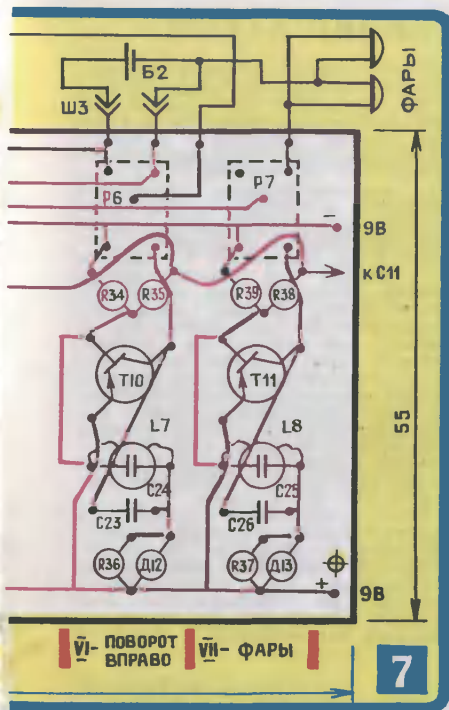 Б2
Ш3
ФАРЫ
Р6
Р7
–
9В
К С11
R34
R35
R39
R38
Т10
Т11
55
L7
L8
С24
С25
С23
С26
R36
Д12
R37
Д13
+
9В
VI- ПОВОРОТ
ВПРАВО
VII- ФАРЫ
7